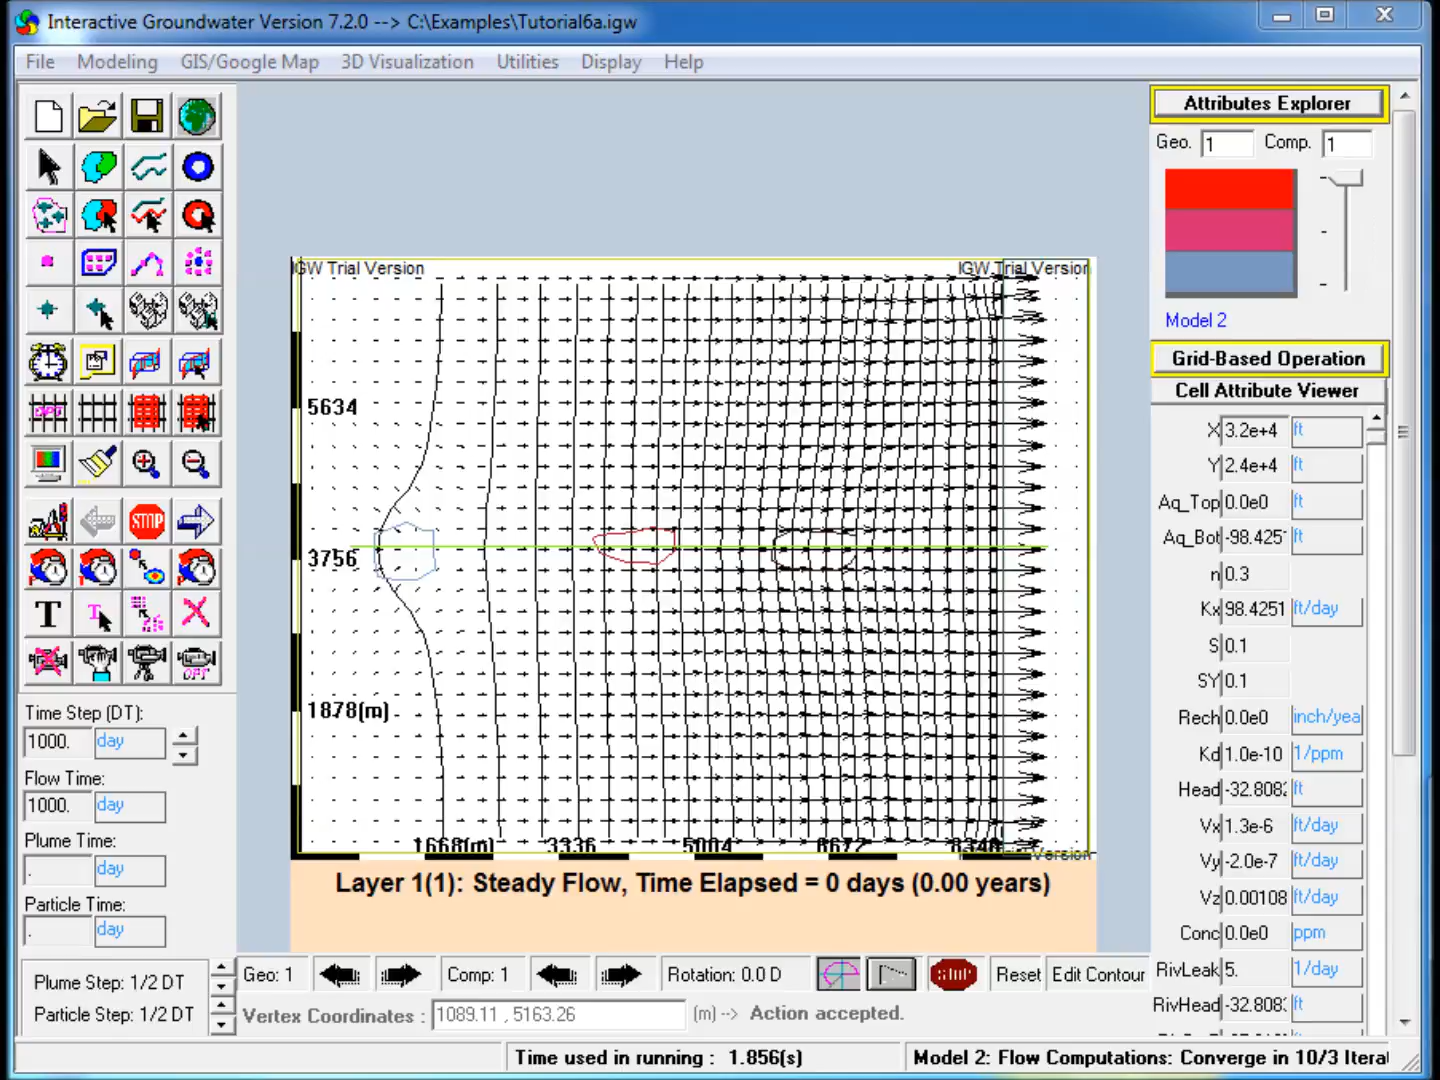 Interactive Groundwater Version 7.2.0 --> C:\Examples\Tutorial6a.igw
File Modeling GIS/Google Map 3D Visualization Utilities Display Help
Attributes Explorer
Geo. 1 Comp. 1
Model 2
Grid-Based Operation
Cell Attribute Viewer
X 3.2e+4 ft
Y 2.4e+4 ft
Aq_Top 0.0e0 ft
Aq_Bot -98.425 ft
n 0.3
Kx 98.4251 ft/day
S 0.1
SY 0.1
Rech 0.0e0 inch/yea
Kd 1.0e-10 1/ppm
Head -32.808 ft
Vx 1.3e-6 ft/day
Vy -2.0e-7 ft/day
Vz 0.00108 ft/day
Conc 0.0e0 ppm
RivLeak 5. 1/day
RivHead -32.808 ft
OPT
STOP
T
T
OPT
Time Step (DT):
1000. day
Flow Time:
1000. day
Plume Time:
. day
Particle Time:
. day
Plume Step: 1/2 DT
Particle Step: 1/2 DT
IGW Trial Version
IGW Trial Version
5634
3756
1878(m)
1668(m) 3336 5004 6672 8340
Layer 1(1): Steady Flow, Time Elapsed = 0 days (0.00 years)
Geo: 1 Comp: 1 Rotation: 0.0 D STOP Reset Edit Contour
Vertex Coordinates : 1089.11 , 5163.26 (m) --> Action accepted.
Time used in running : 1.856(s)
Model 2: Flow Computations: Converge in 10/3 Itera